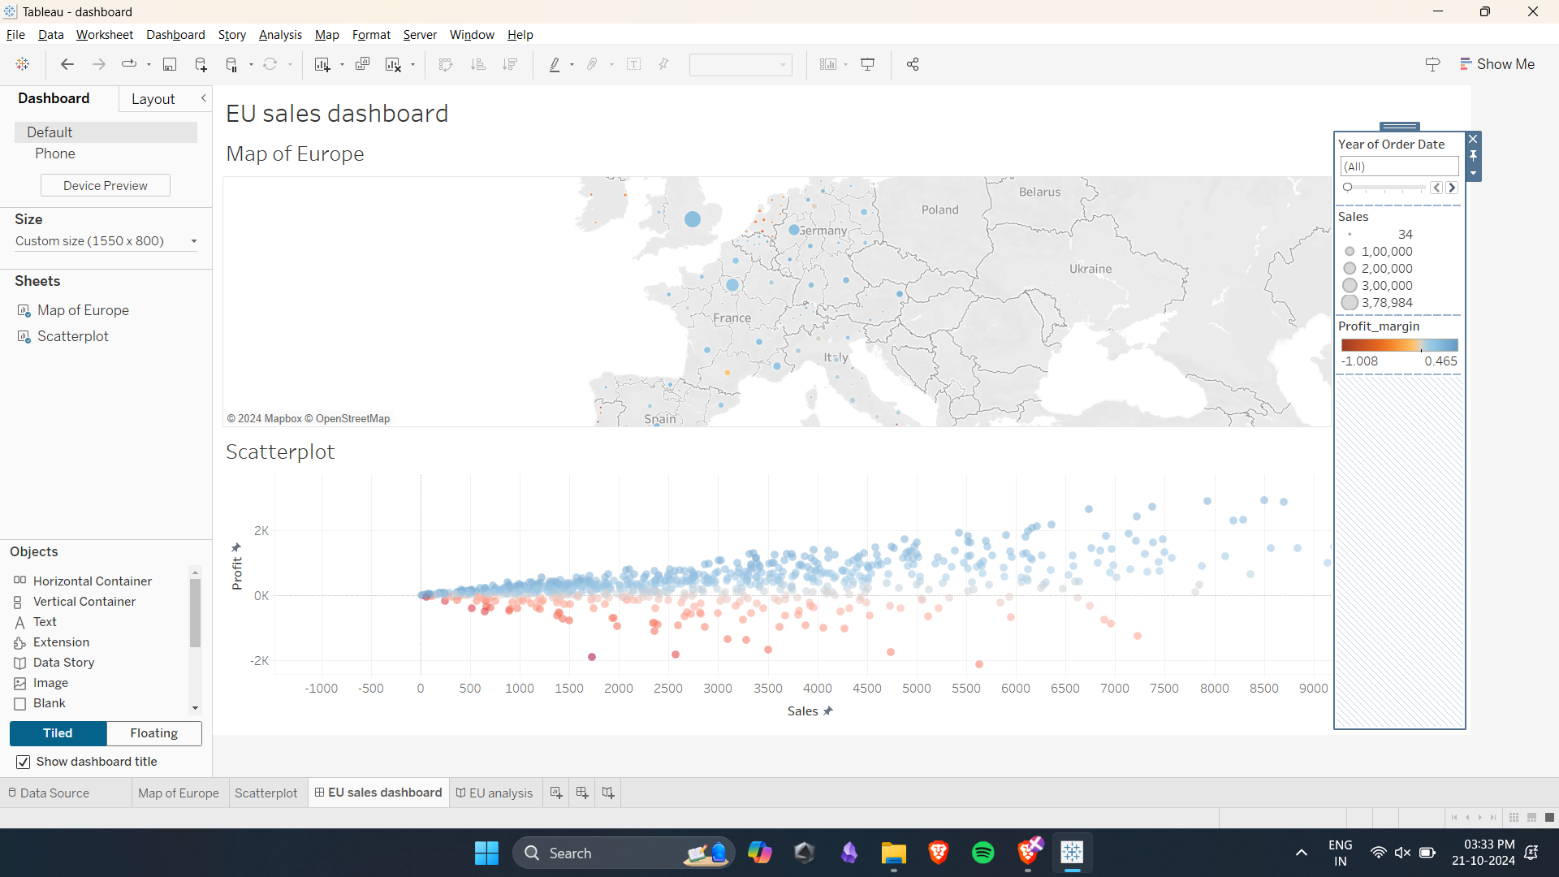 Tableau - dashboard
File Data Worksheet Dashboard Story Analysis Map Format Server Window Help
Show Me
Dashboard Layout
Default
Phone
Device Preview
Size
Custom size (1550 x 800)
Sheets
Map of Europe
Scatterplot
Objects
Horizontal Container
Vertical Container
Text
Extension
Data Story
Image
Blank
Tiled Floating
Show dashboard title
EU sales dashboard
Map of Europe
Belarus
Poland
Germany
Ukraine
France
Italy
Spain
© 2024 Mapbox © OpenStreetMap
Year of Order Date
(All)
Sales
34
1,00,000
2,00,000
3,00,000
3,78,984
Profit_margin
-1.008 0.465
Scatterplot
Profit
2K
0K
-2K
-1000 -500 0 500 1000 1500 2000 2500 3000 3500 4000 4500 5000 5500 6000 6500 7000 7500 8000 8500 9000
Sales
Data Source Map of Europe Scatterplot EU sales dashboard EU analysis
Search
ENG
IN
03:33 PM
21-10-2024